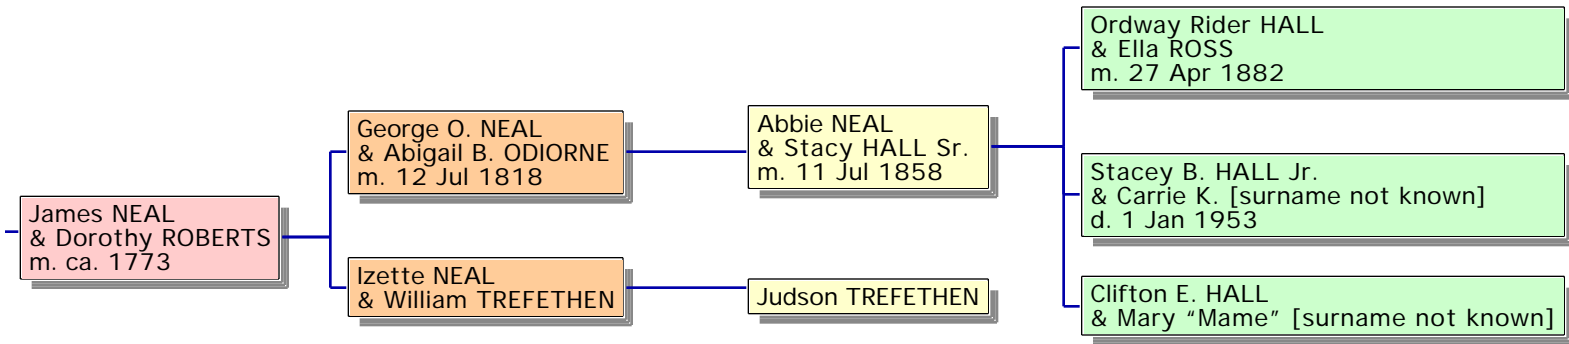 James NEAL
& Dorothy ROBERTS
m. ca. 1773
George O. NEAL
& Abigail B. ODIORNE
m. 12 Jul 1818
Izette NEAL
& William TREFETHEN
Abbie NEAL
& Stacy HALL Sr.
m. 11 Jul 1858
Judson TREFETHEN
Ordway Rider HALL
& Ella ROSS
m. 27 Apr 1882
Stacey B. HALL Jr.
& Carrie K. [surname not known]
d. 1 Jan 1953
Clifton E. HALL
& Mary “Mame” [surname not known]